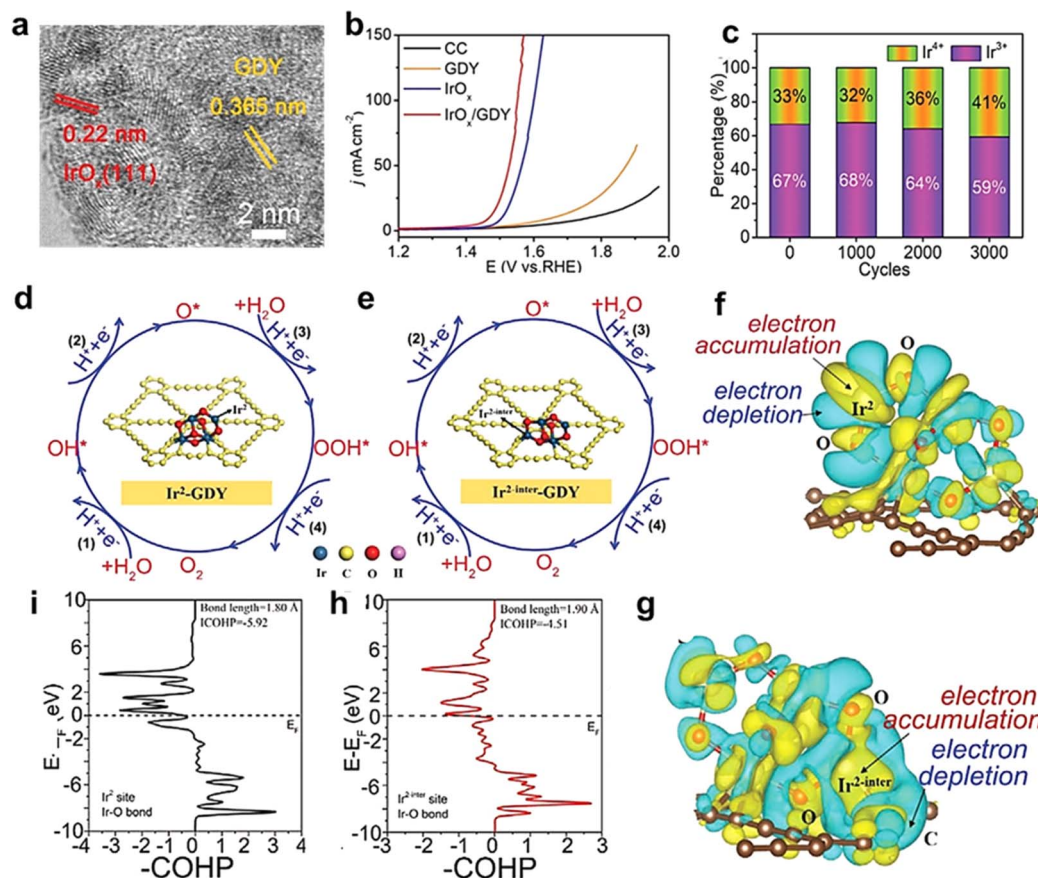 a
GDY
0.365 nm
0.22 nm
IrOₓ(111)
2 nm
b
150
100
50
0
j (mA cm⁻²)
CC
GDY
IrOₓ
IrOₓ/GDY
1.2 1.4 1.6 1.8 2.0
E (V vs.RHE)
c
Ir⁴⁺ Ir³⁺
Percentage (%)
100
80
60
40
20
0
33% 32% 36% 41%
67% 68% 64% 59%
0 1000 2000 3000
Cycles
d
O*
+H₂O
(2) H⁺+e⁻
H⁺+e⁻ (3)
Ir²
OH*
OOH*
Ir²-GDY
(1) H⁺+e⁻
H⁺+e⁻ (4)
+H₂O
O₂
e
O*
+H₂O
(2) H⁺+e⁻
H⁺+e⁻ (3)
Ir²⁻ⁱⁿᵗᵉʳ
OH*
OOH*
Ir²⁻ⁱⁿᵗᵉʳ-GDY
(1) H⁺+e⁻
H⁺+e⁻ (4)
+H₂O
O₂
Ir C O H
f
electron
accumulation
electron
depletion
O
Ir²
O
i
10
6
2
0
-2
-6
-10
Bond length=1.80 Å
ICOHP=-5.92
E_F
Ir² site
Ir-O bond
-4 -3 -2 -1 0 1 2 3 4
-COHP
h
E-E_F (eV)
10
6
2
0
-2
-6
-10
Bond length=1.90 Å
ICOHP=-4.51
E_F
Ir²⁻ⁱⁿᵗᵉʳ site
Ir-O bond
-3 -2 -1 0 1 2 3
-COHP
g
O
electron
accumulation
electron
depletion
Ir²⁻ⁱⁿᵗᵉʳ
O
C